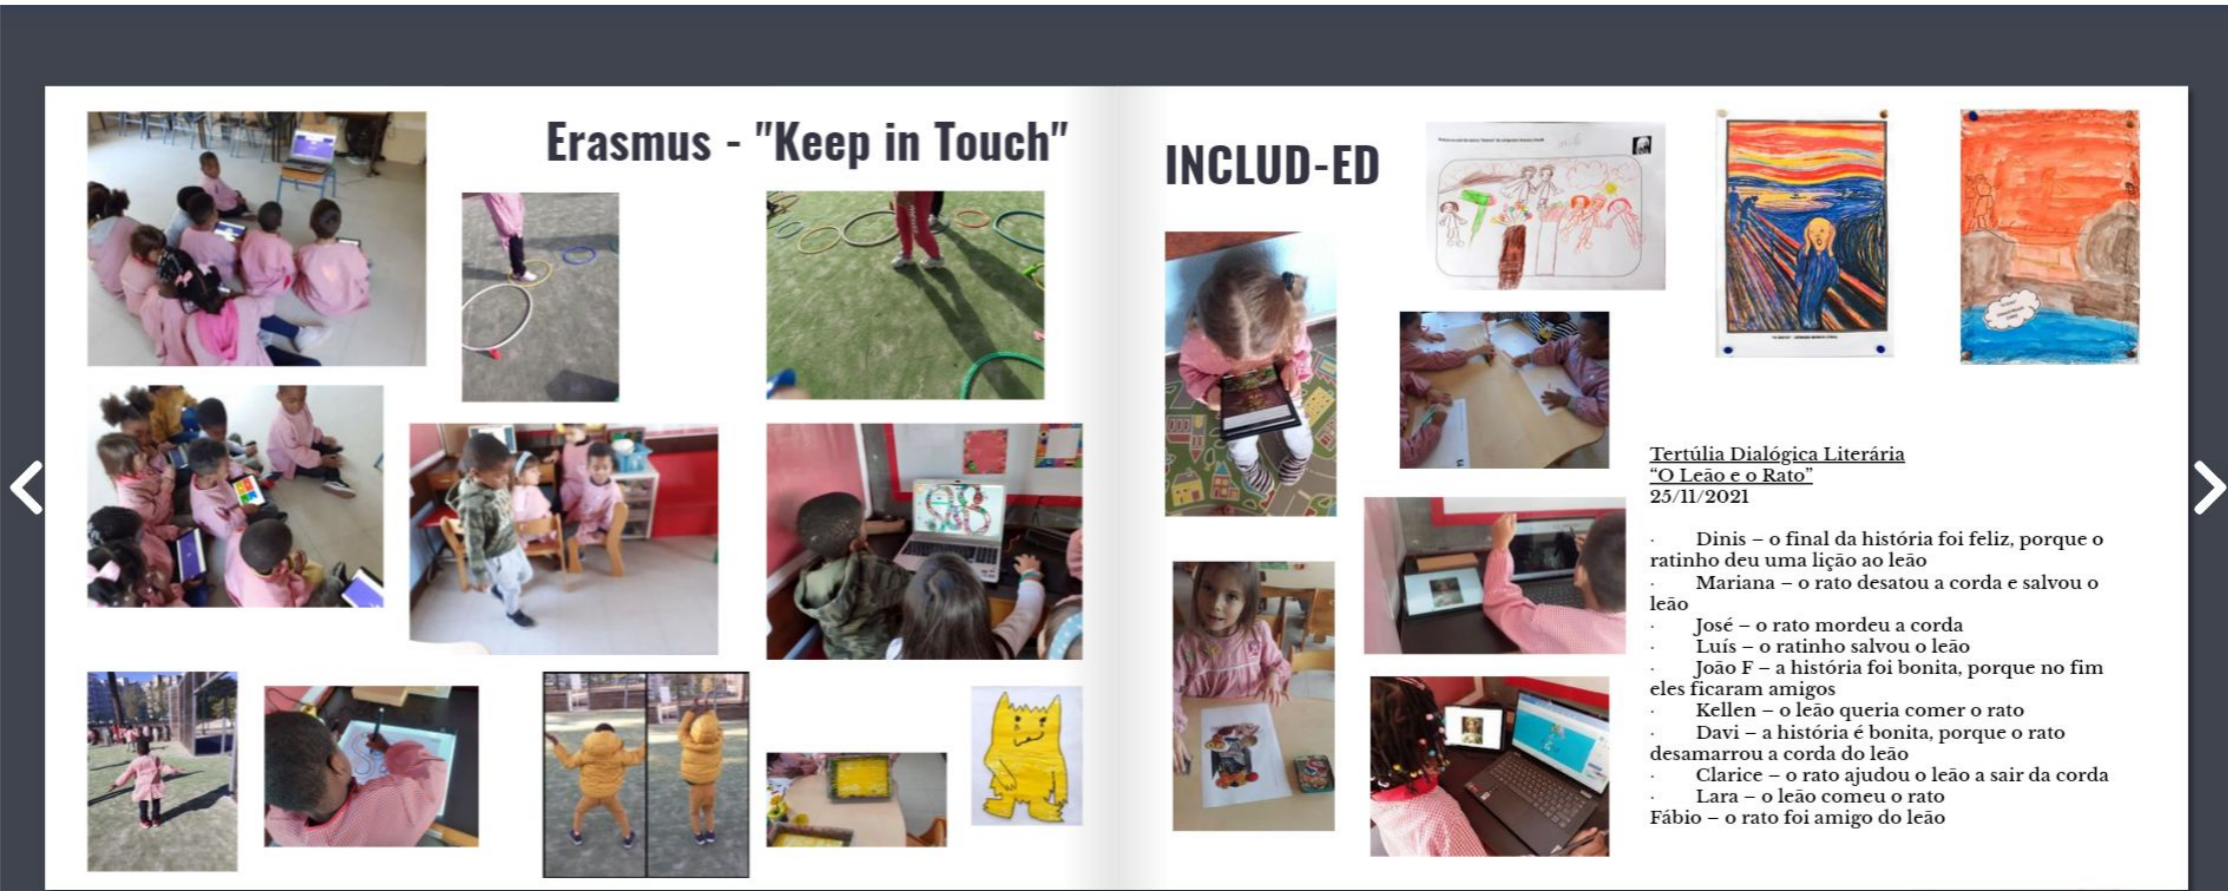 Erasmus - "Keep in Touch"
INCLUD-ED
Tertúlia Dialógica Literária
“O Leão e o Rato”
25/11/2021
· Dinis – o final da história foi feliz, porque o
ratinho deu uma lição ao leão
· Mariana – o rato desatou a corda e salvou o
leão
· José – o rato mordeu a corda
· Luís – o ratinho salvou o leão
· João F – a história foi bonita, porque no fim
eles ficaram amigos
· Kellen – o leão queria comer o rato
· Davi – a história é bonita, porque o rato
desamarrou a corda do leão
· Clarice – o rato ajudou o leão a sair da corda
· Lara – o leão comeu o rato
Fábio – o rato foi amigo do leão